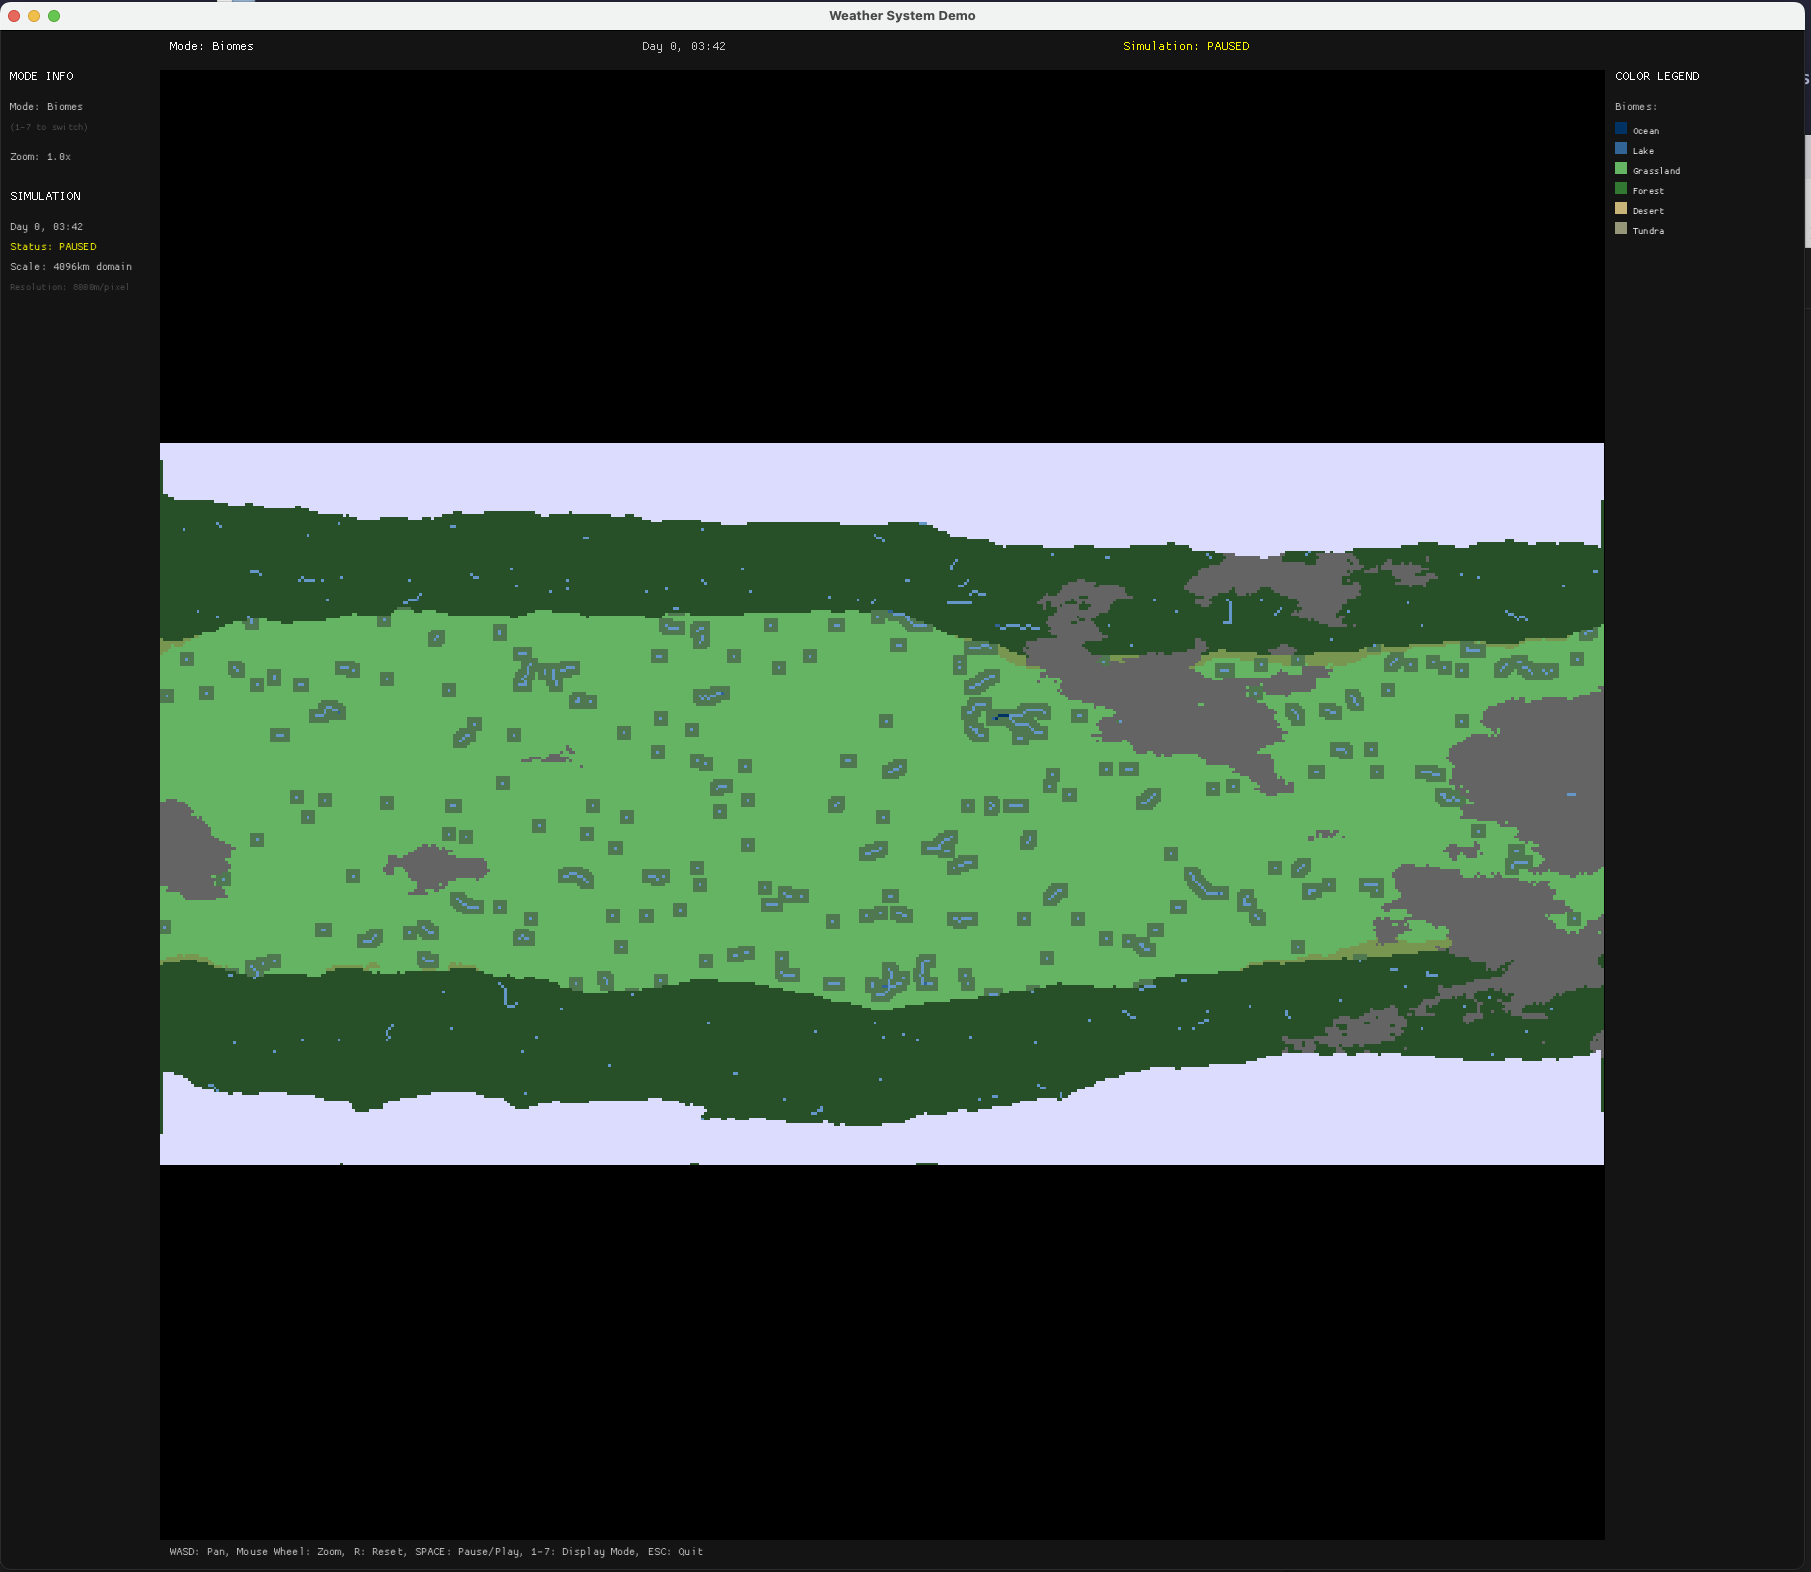 Weather System Demo
Mode: Biomes
Day 0, 03:42
Simulation: PAUSED
MODE INFO
Mode: Biomes
(1-7 to switch)
Zoom: 1.0x
SIMULATION
Day 0, 03:42
Status: PAUSED
Scale: 4096km domain
Resolution: 8000m/pixel
COLOR LEGEND
Biomes:
Ocean
Lake
Grassland
Forest
Desert
Tundra
WASD: Pan, Mouse Wheel: Zoom, R: Reset, SPACE: Pause/Play, 1-7: Display Mode, ESC: Quit